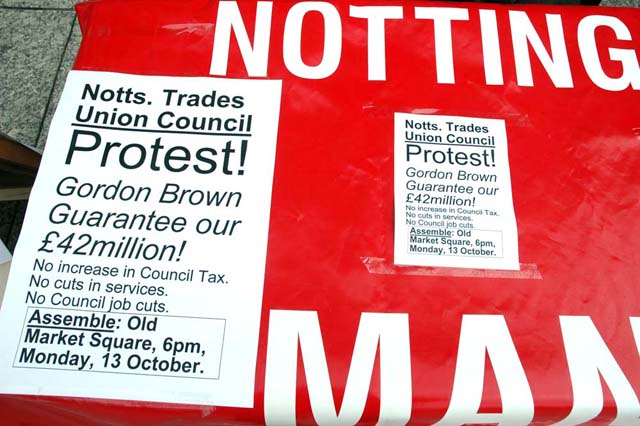 NOTTING
Notts. Trades
Union Council
Protest!
Gordon Brown
Guarantee our
£42million!
No increase in Council Tax.
No cuts in services.
No Council job cuts.
Assemble: Old
Market Square, 6pm,
Monday, 13 October.
Notts. Trades
Union Council
Protest!
Gordon Brown
Guarantee our
£42million!
No increase in Council Tax.
No cuts in services.
No Council job cuts.
Assemble: Old
Market Square, 6pm,
Monday, 13 October.
MAN